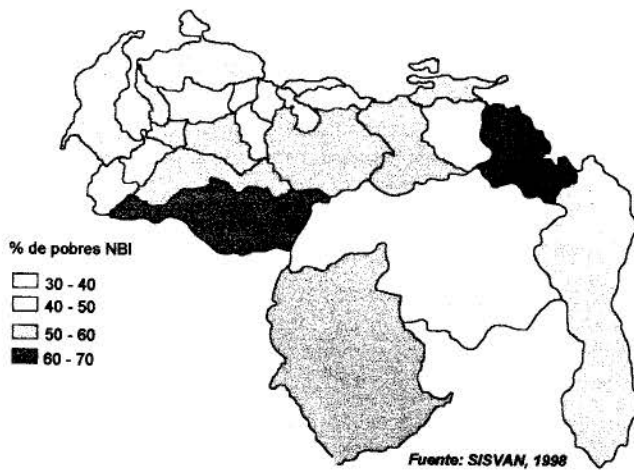 % de pobres NBI
30 - 40
40 - 50
50 - 60
60 - 70
Fuente: SISVAN, 1998